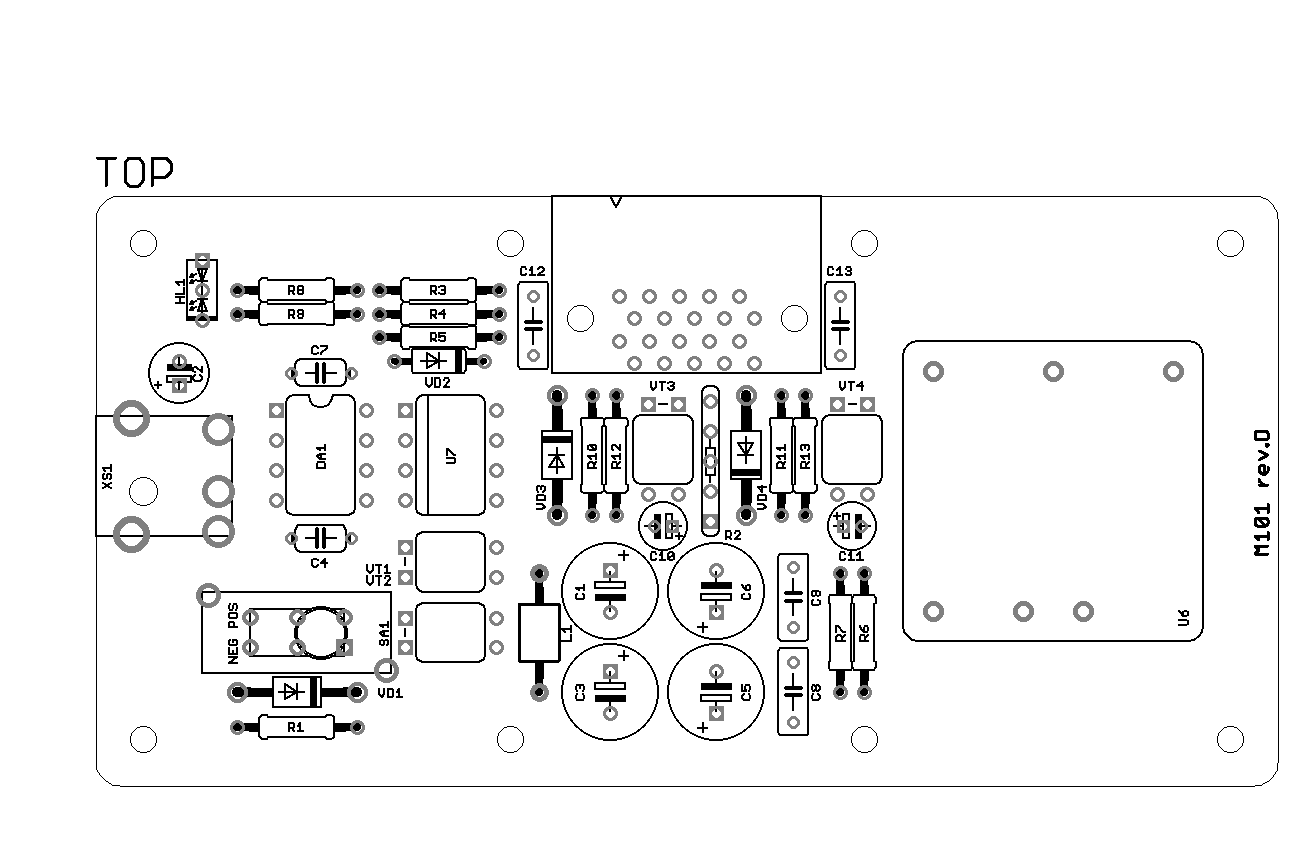 TOP
C12
C13
HL1
R8
R3
R9
R4
R5
C7
VD2
C2
VT3
VT4
XS1
DA1
U7
VD3
R10
R12
VD4
R11
R13
M101 rev.D
C4
VT1
VT2
C10
R2
C11
C1
C6
C9
NEG POS
SA1
L1
R7
R6
U6
VD1
C3
C5
C8
R1